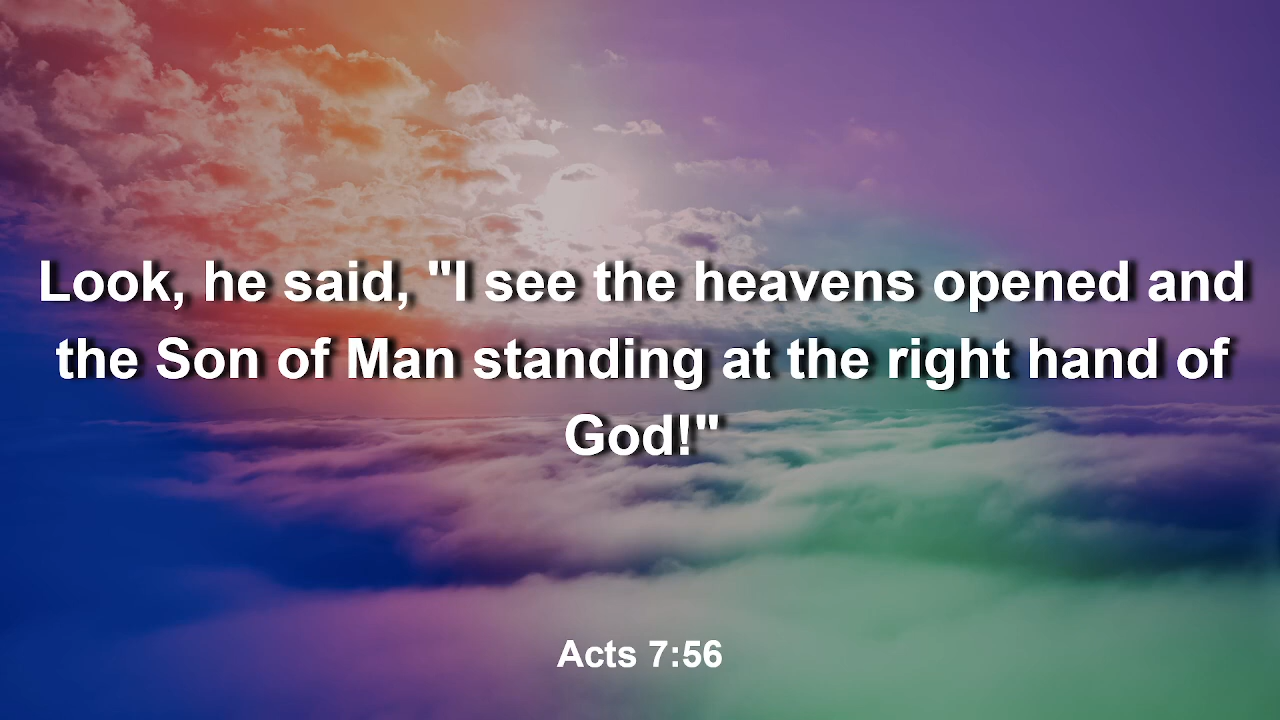 Look, he said, "I see the heavens opened and
the Son of Man standing at the right hand of
God!"
Acts 7:56